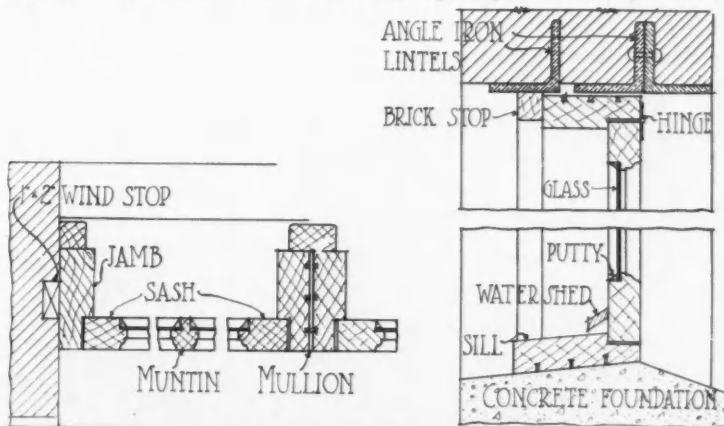 1"×2" WIND STOP
JAMB
SASH
MUNTIN
MULLION
ANGLE IRON
LINTELS
BRICK STOP
HINGE
GLASS
PUTTY
WATER SHED
SILL
CONCRETE FOUNDATION